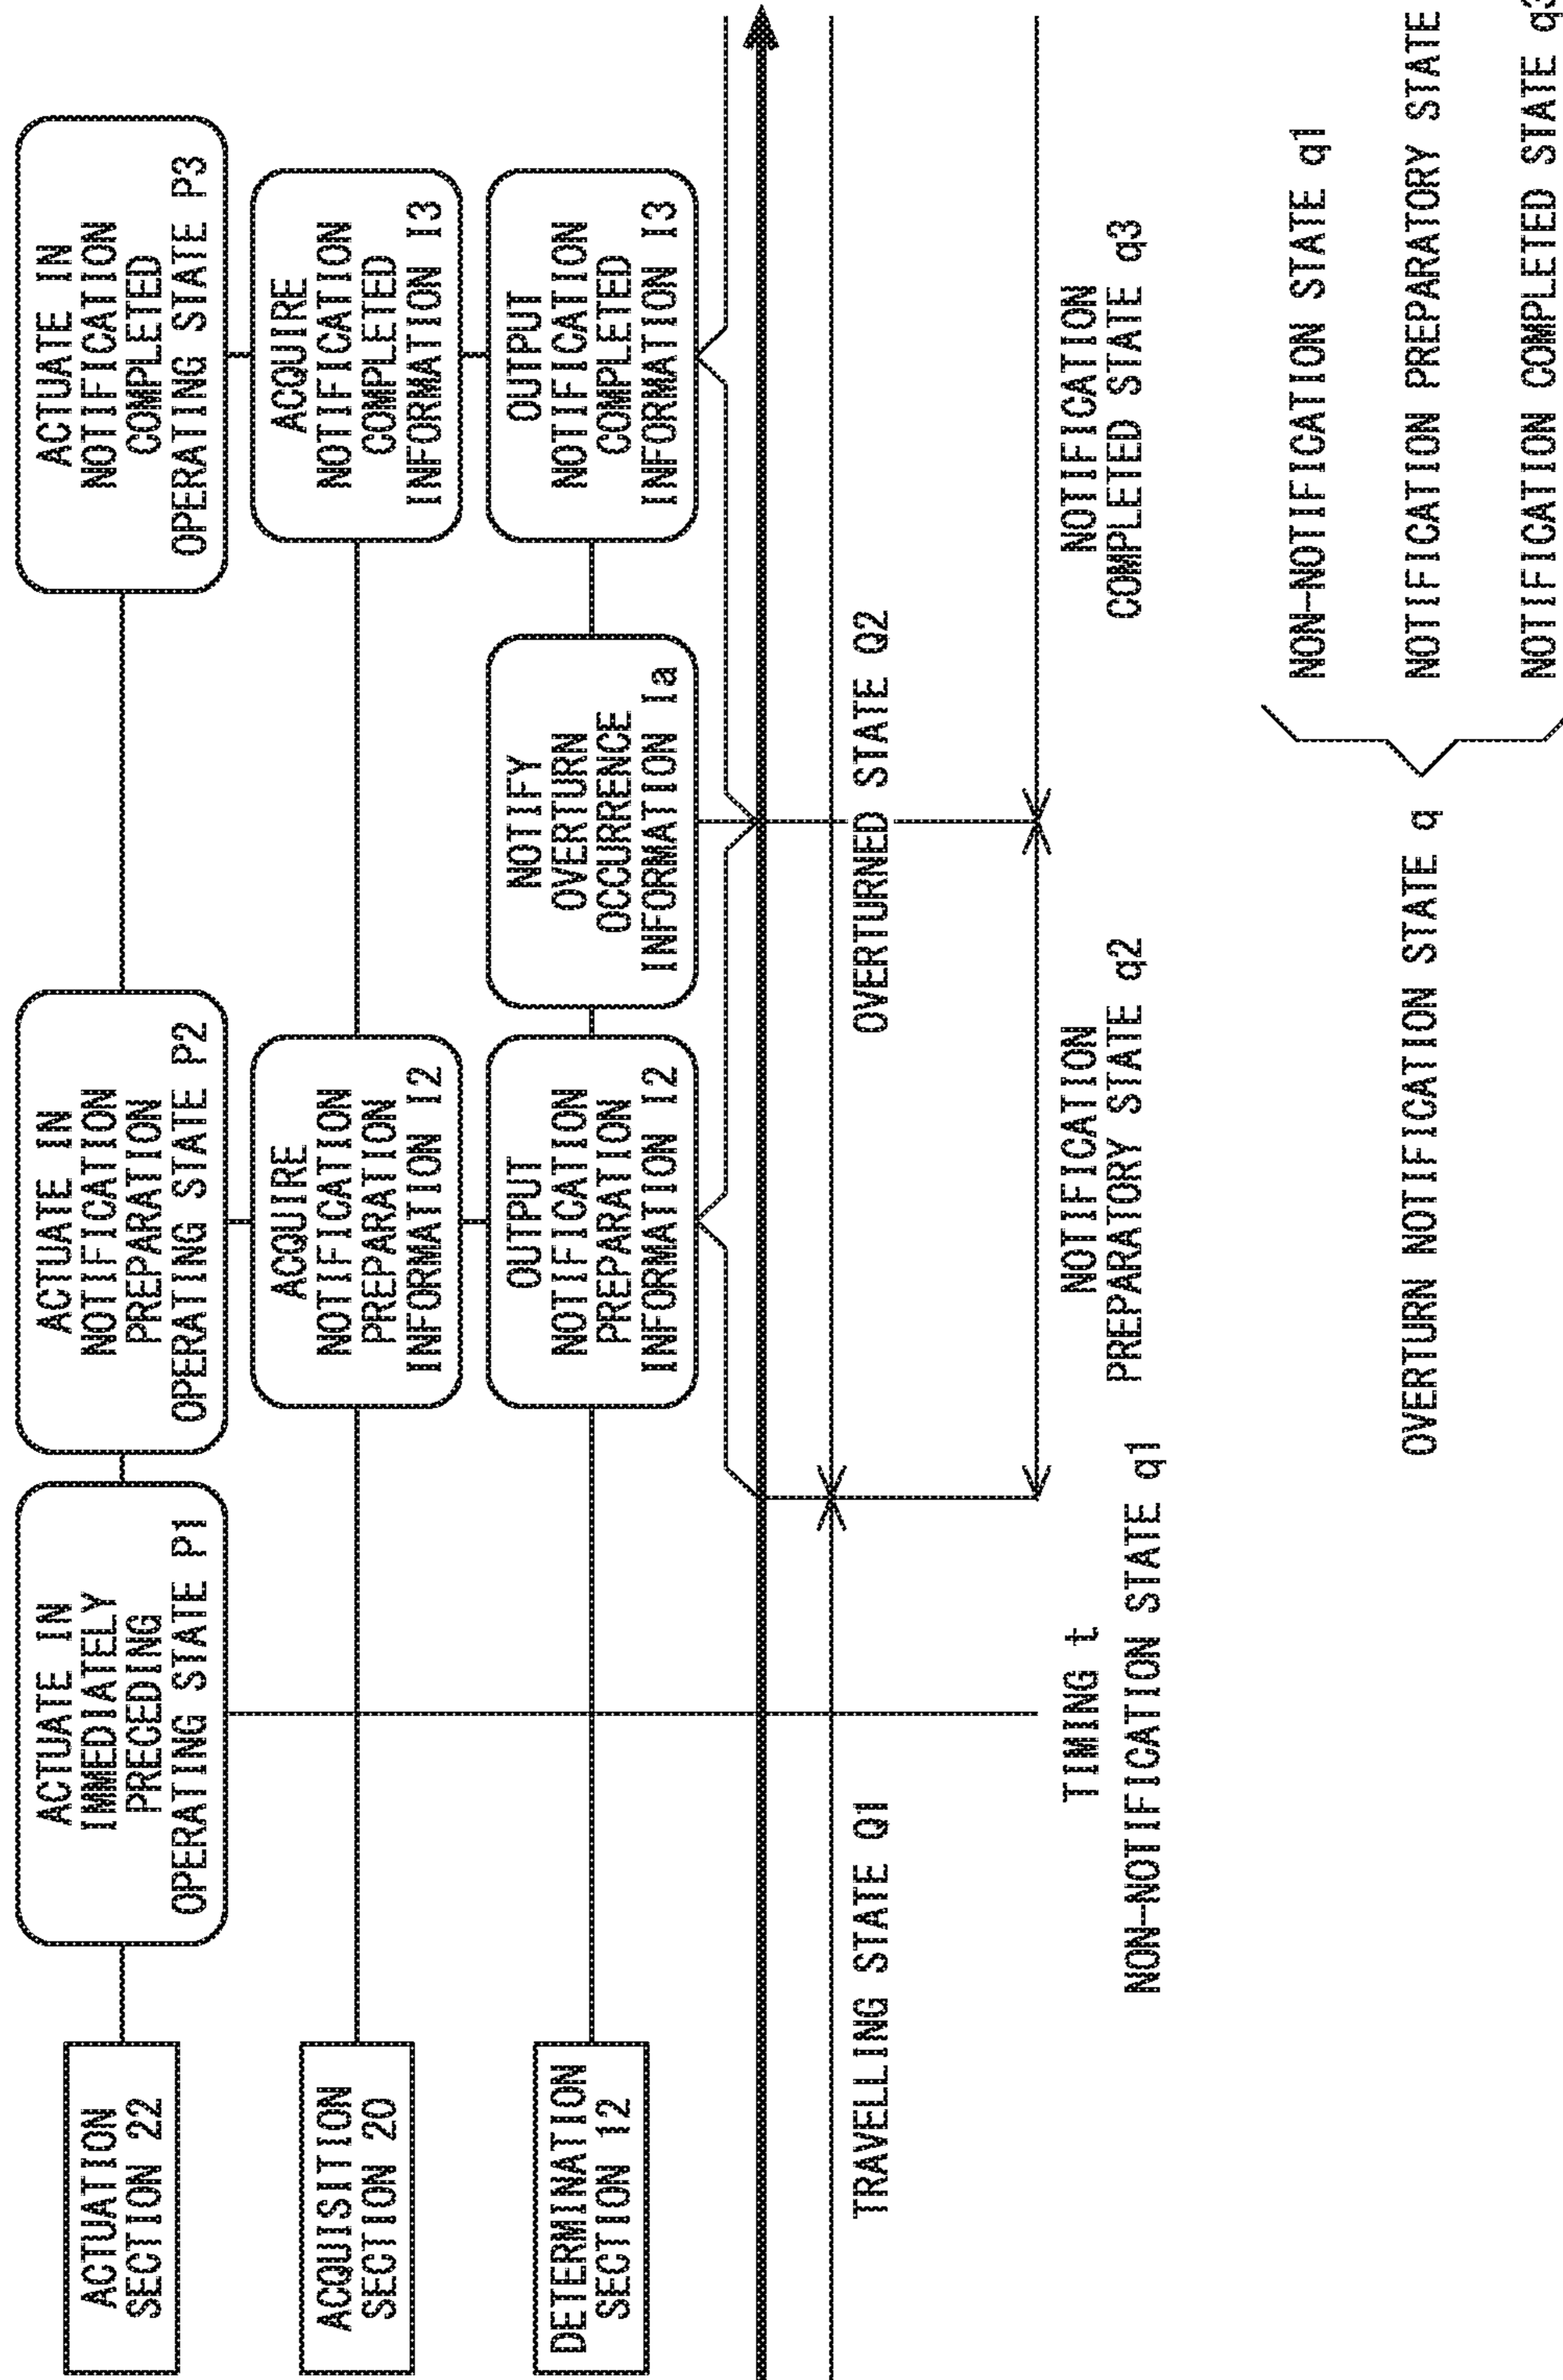 ACTUATION
SECTION 22
ACTUATE IN
IMMEDIATELY
PRECEDING
OPERATING STATE P1
ACTUATE IN
NOTIFICATION
PREPARATION
OPERATING STATE P2
ACTUATE IN
NOTIFICATION
COMPLETED
OPERATING STATE P3
ACQUISITION
SECTION 20
ACQUIRE
NOTIFICATION
PREPARATION
INFORMATION I2
ACQUIRE
NOTIFICATION
COMPLETED
INFORMATION I3
DETERMINATION
SECTION 12
OUTPUT
NOTIFICATION
PREPARATION
INFORMATION I2
NOTIFY
OVERTURN
OCCURRENCE
INFORMATION Ia
OUTPUT
NOTIFICATION
COMPLETED
INFORMATION I3
TRAVELLING STATE Q1
OVERTURNED STATE Q2
TIMING t
NON-NOTIFICATION STATE q1
NOTIFICATION
PREPARATORY STATE q2
NOTIFICATION
COMPLETED STATE q3
OVERTURN NOTIFICATION STATE q
NON-NOTIFICATION STATE q1
NOTIFICATION PREPARATORY STATE
NOTIFICATION COMPLETED STATE q3